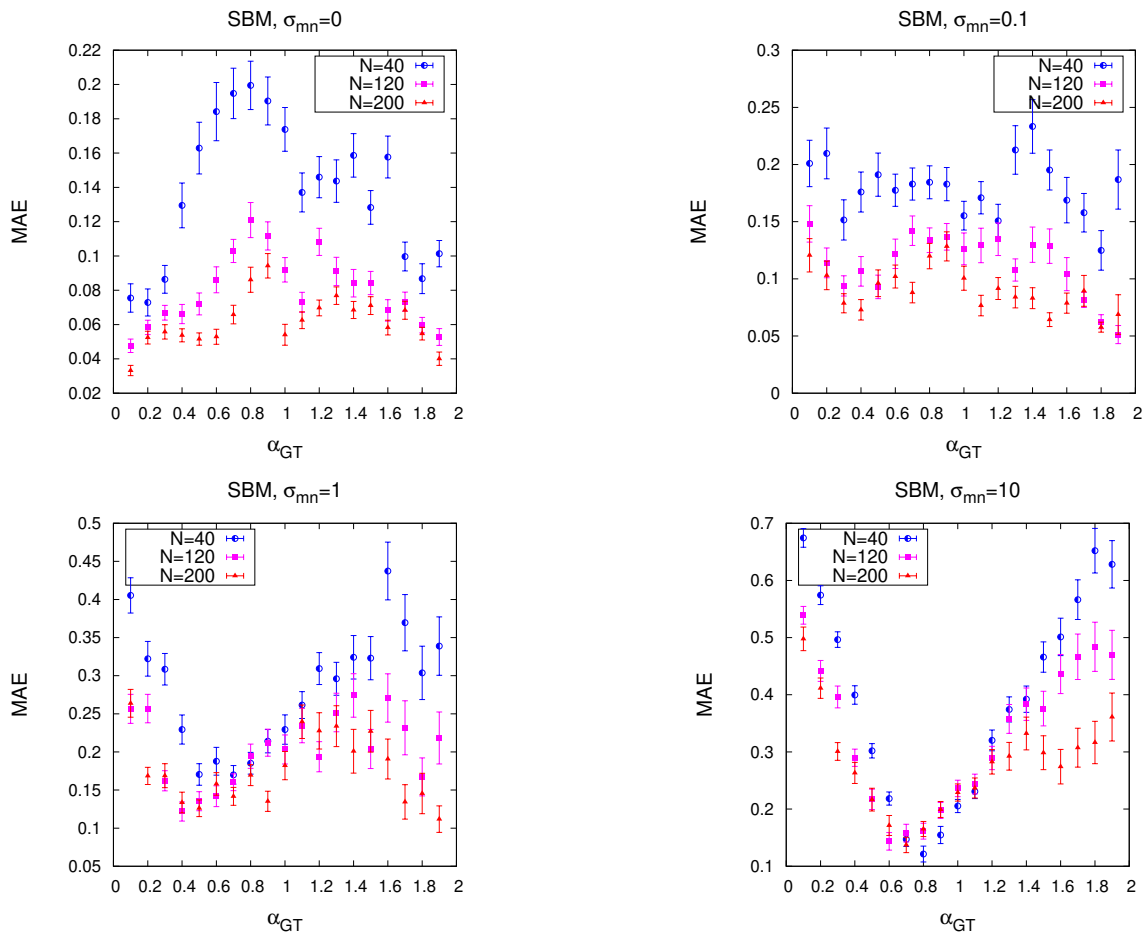 SBM, σmn=0
0.22
0.2
0.18
0.16
0.14
0.12
0.1
0.08
0.06
0.04
0.02
MAE
N=40
N=120
N=200
0 0.2 0.4 0.6 0.8 1 1.2 1.4 1.6 1.8 2
αGT
SBM, σmn=0.1
0.3
0.25
0.2
0.15
0.1
0.05
0
MAE
N=40
N=120
N=200
0 0.2 0.4 0.6 0.8 1 1.2 1.4 1.6 1.8 2
αGT
SBM, σmn=1
0.5
0.45
0.4
0.35
0.3
0.25
0.2
0.15
0.1
0.05
MAE
N=40
N=120
N=200
0 0.2 0.4 0.6 0.8 1 1.2 1.4 1.6 1.8 2
αGT
SBM, σmn=10
0.7
0.6
0.5
0.4
0.3
0.2
0.1
MAE
N=40
N=120
N=200
0 0.2 0.4 0.6 0.8 1 1.2 1.4 1.6 1.8 2
αGT